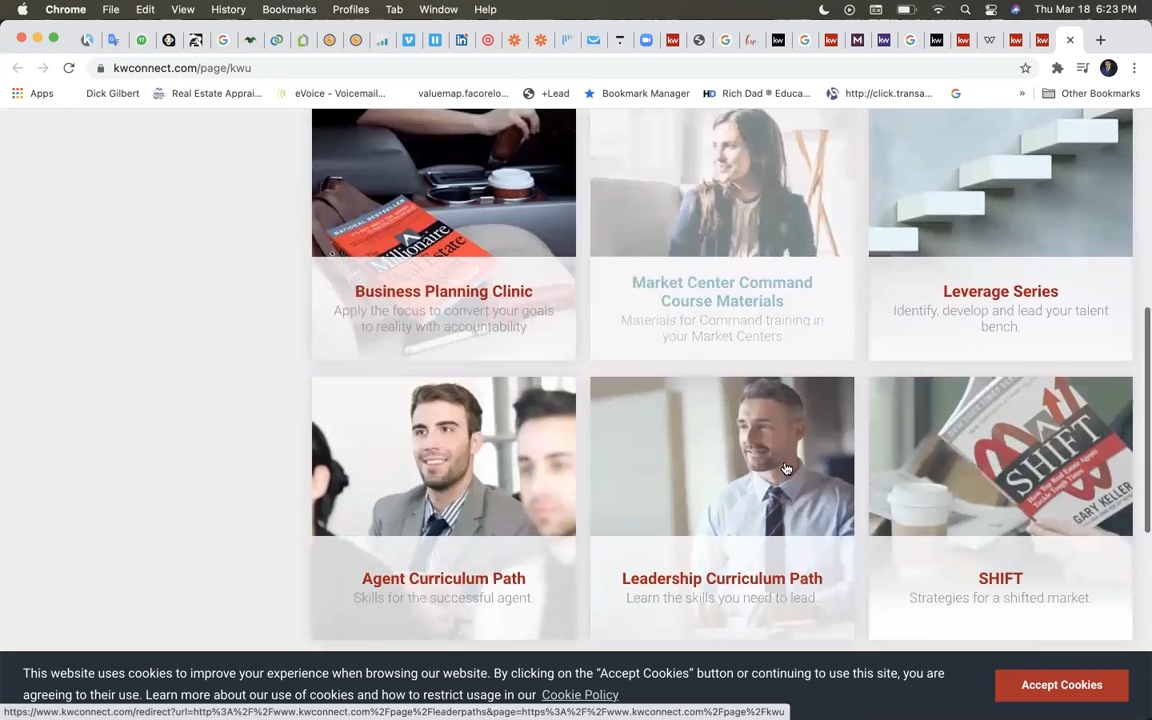 Chrome File Edit View History Bookmarks Profiles Tab Window Help Thu Mar 18 6:23 PM
kwconnect.com/page/kwu
Apps Dick Gilbert Real Estate Apprai... eVoice - Voicemail... valuemap.facorelo... +Lead Bookmark Manager HD Rich Dad ® Educa... http://click.transa... » Other Bookmarks
NATIONAL BESTSELLER
Millionaire
Real Estate
Business Planning Clinic
Apply the focus to convert your goals
to reality with accountability
Market Center Command
Course Materials
Materials for Command training in
your Market Centers
Leverage Series
Identify, develop and lead your talent
bench.
SHIFT
GARY KELLER
Agent Curriculum Path
Skills for the successful agent.
Leadership Curriculum Path
Learn the skills you need to lead.
SHIFT
Strategies for a shifted market.
This website uses cookies to improve your experience when browsing our website. By clicking on the “Accept Cookies” button or continuing to use this site, you are
agreeing to their use. Learn more about our use of cookies and how to restrict usage in our Cookie Policy
Accept Cookies
https://www.kwconnect.com/redirect?url=http%3A%2F%2Fwww.kwconnect.com%2Fpage%2Fleaderpaths&page=https%3A%2F%2Fwww.kwconnect.com%2Fpage%2Fkwu